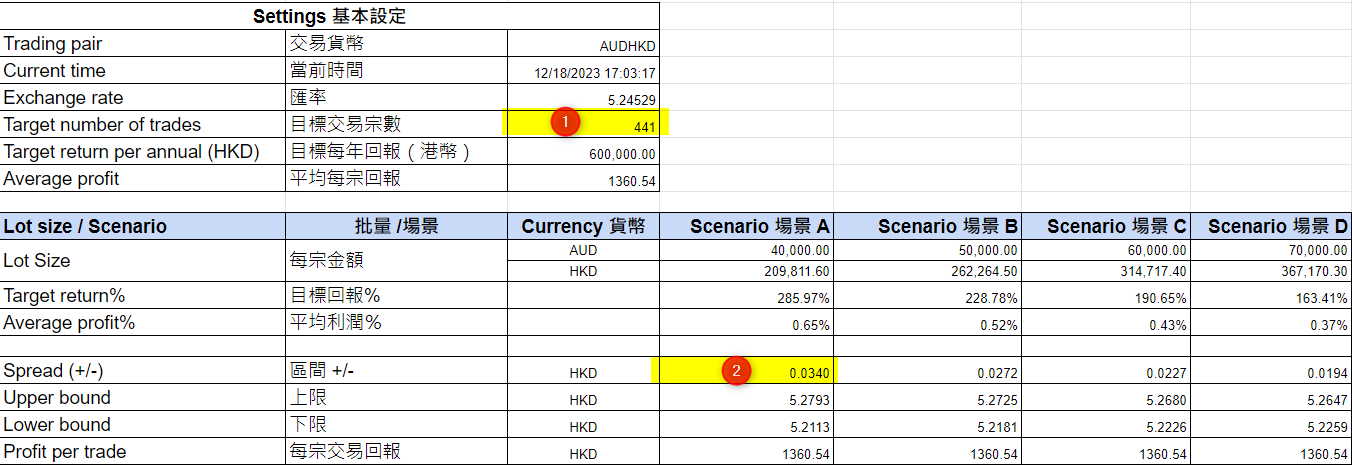 Settings 基本設定
Trading pair 交易貨幣 AUDHKD
Current time 當前時間 12/18/2023 17:03:17
Exchange rate 匯率 5.24529
Target number of trades 目標交易宗數 1 441
Target return per annual (HKD) 目標每年回報（港幣） 600,000.00
Average profit 平均每宗回報 1360.54
Lot size / Scenario 批量 /場景 Currency 貨幣 Scenario 場景 A Scenario 場景 B Scenario 場景 C Scenario 場景 D
Lot Size 每宗金額 AUD 40,000.00 50,000.00 60,000.00 70,000.00
HKD 209,811.60 262,264.50 314,717.40 367,170.30
Target return% 目標回報% 285.97% 228.78% 190.65% 163.41%
Average profit% 平均利潤% 0.65% 0.52% 0.43% 0.37%
Spread (+/-) 區間 +/- HKD 2 0.0340 0.0272 0.0227 0.0194
Upper bound 上限 HKD 5.2793 5.2725 5.2680 5.2647
Lower bound 下限 HKD 5.2113 5.2181 5.2226 5.2259
Profit per trade 每宗交易回報 HKD 1360.54 1360.54 1360.54 1360.54